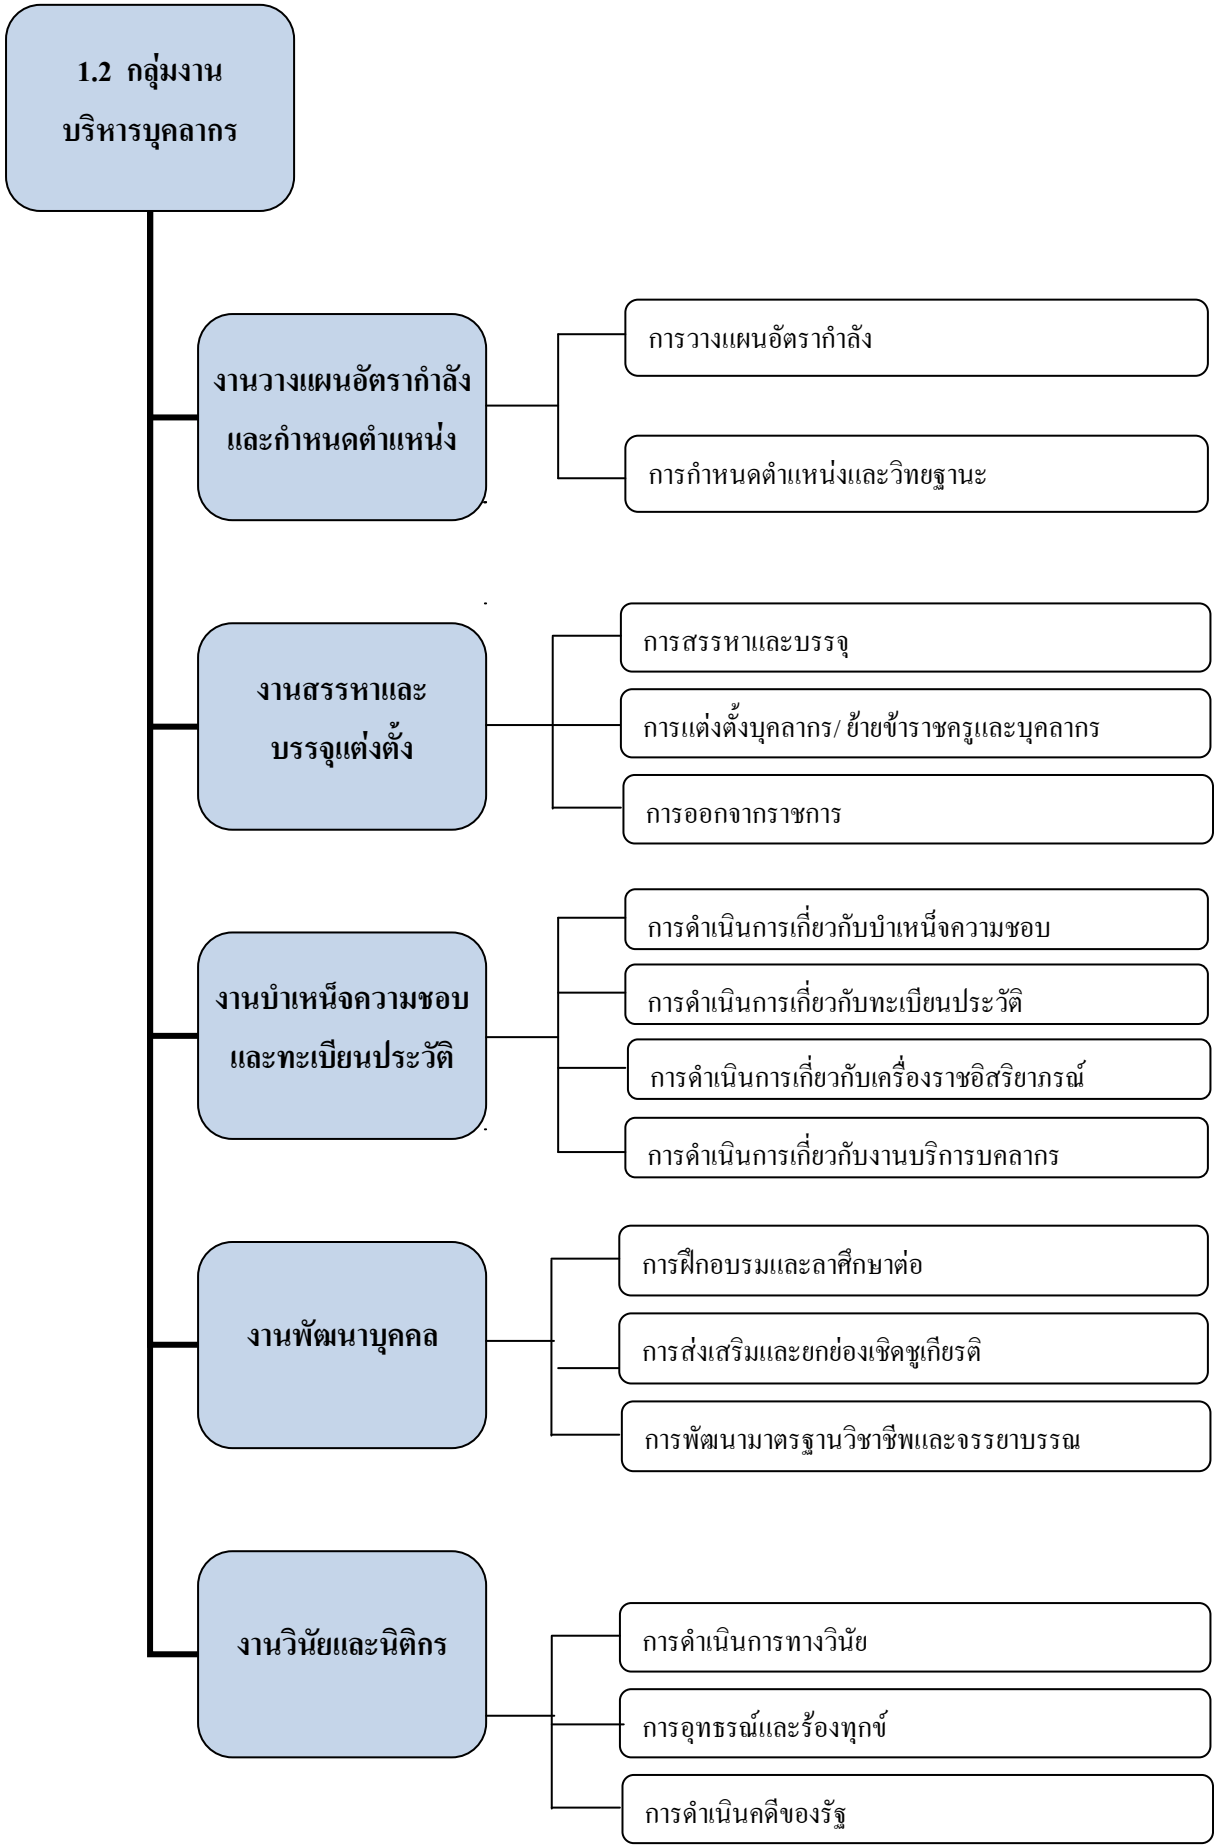 1.2 กลุ่มงาน
บริหารบุคลากร
งานวางแผนอัตรากำลัง
และกำหนดตำแหน่ง
การวางแผนอัตรากำลัง
การกำหนดตำแหน่งและวิทยฐานะ
งานสรรหาและ
บรรจุแต่งตั้ง
การสรรหาและบรรจุ
การแต่งตั้งบุคลากร/ ย้ายข้าราชครูและบุคลากร
การออกจากราชการ
งานบำเหน็จความชอบ
และทะเบียนประวัติ
การดำเนินการเกี่ยวกับบำเหน็จความชอบ
การดำเนินการเกี่ยวกับทะเบียนประวัติ
การดำเนินการเกี่ยวกับเครื่องราชอิสริยาภรณ์
การดำเนินการเกี่ยวกับงานบริการบคลากร
งานพัฒนาบุคคล
การฝึกอบรมและลาศึกษาต่อ
การส่งเสริมและยกย่องเชิดชูเกียรติ
การพัฒนามาตรฐานวิชาชีพและจรรยาบรรณ
งานวินัยและนิติกร
การดำเนินการทางวินัย
การอุทธรณ์และร้องทุกข์
การดำเนินคดีของรัฐ